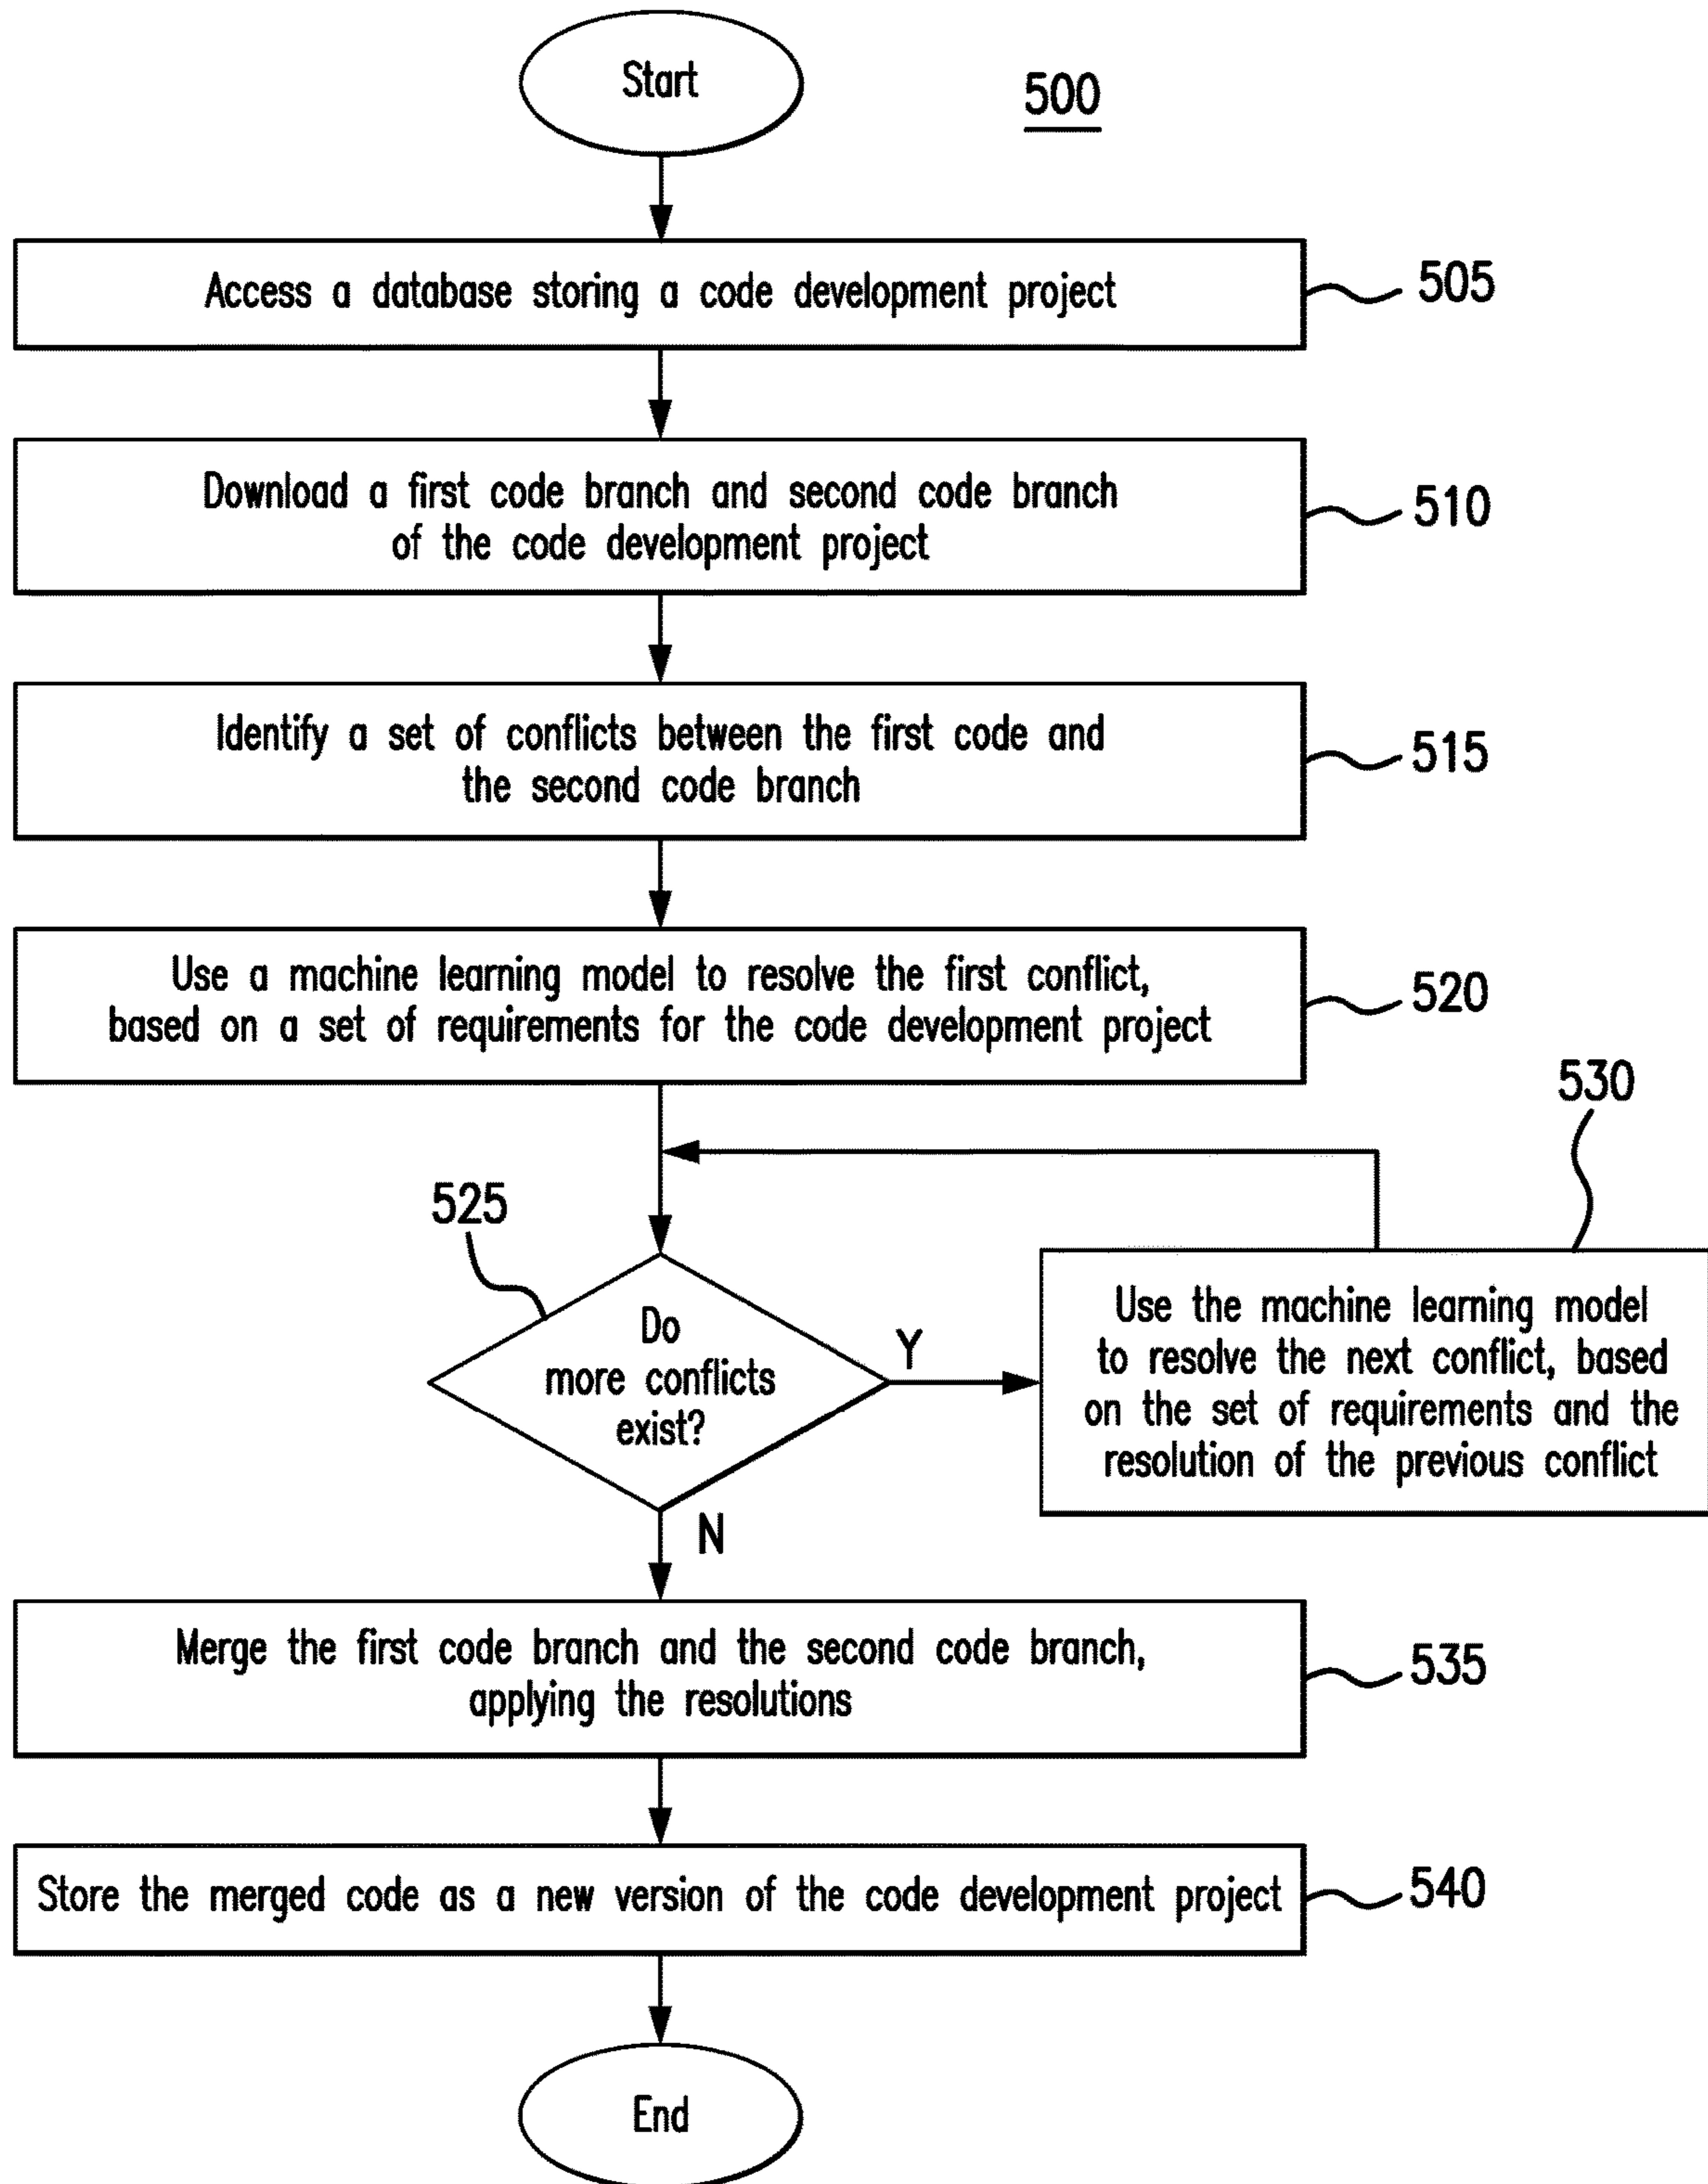 Start
500
Access a database storing a code development project
505
Download a first code branch and second code branch
of the code development project
510
Identify a set of conflicts between the first code and
the second code branch
515
Use a machine learning model to resolve the first conflict,
based on a set of requirements for the code development project
520
530
525
Do
more conflicts
exist?
Y
Use the machine learning model
to resolve the next conflict, based
on the set of requirements and the
resolution of the previous conflict
N
Merge the first code branch and the second code branch,
applying the resolutions
535
Store the merged code as a new version of the code development project
540
End